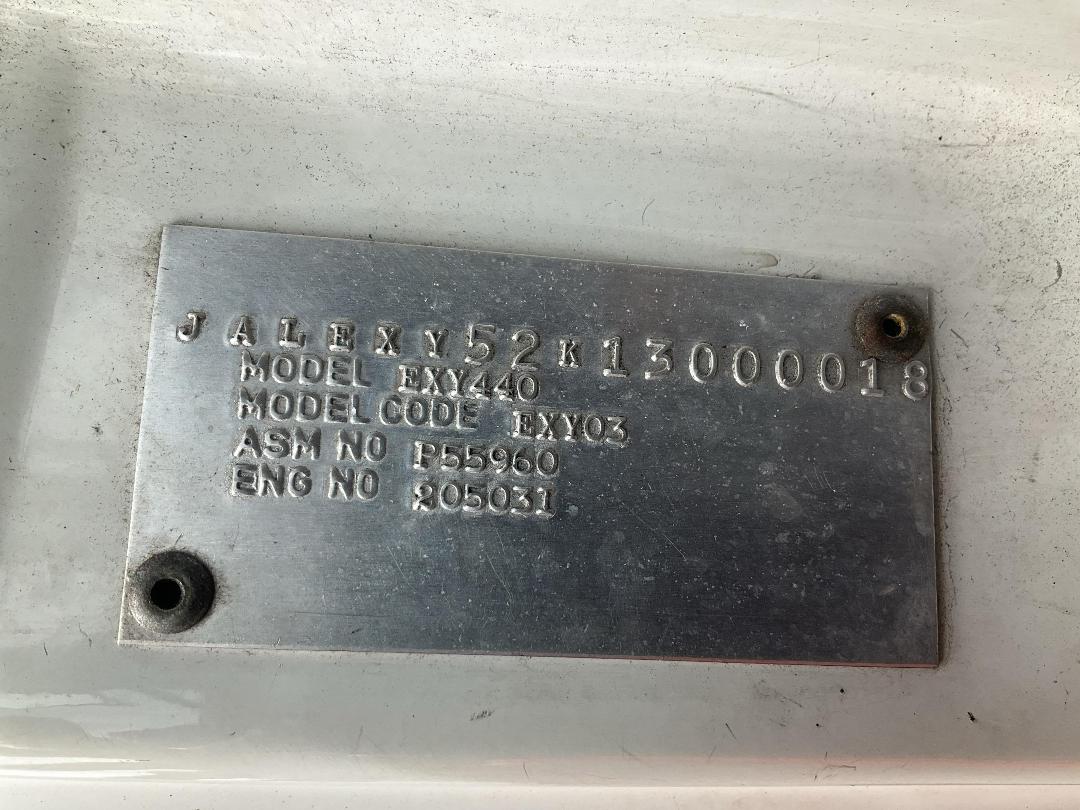 JALEXY52K13000018
MODEL EXY440
MODEL CODE EXY03
ASM NO P55960
ENG NO 205031